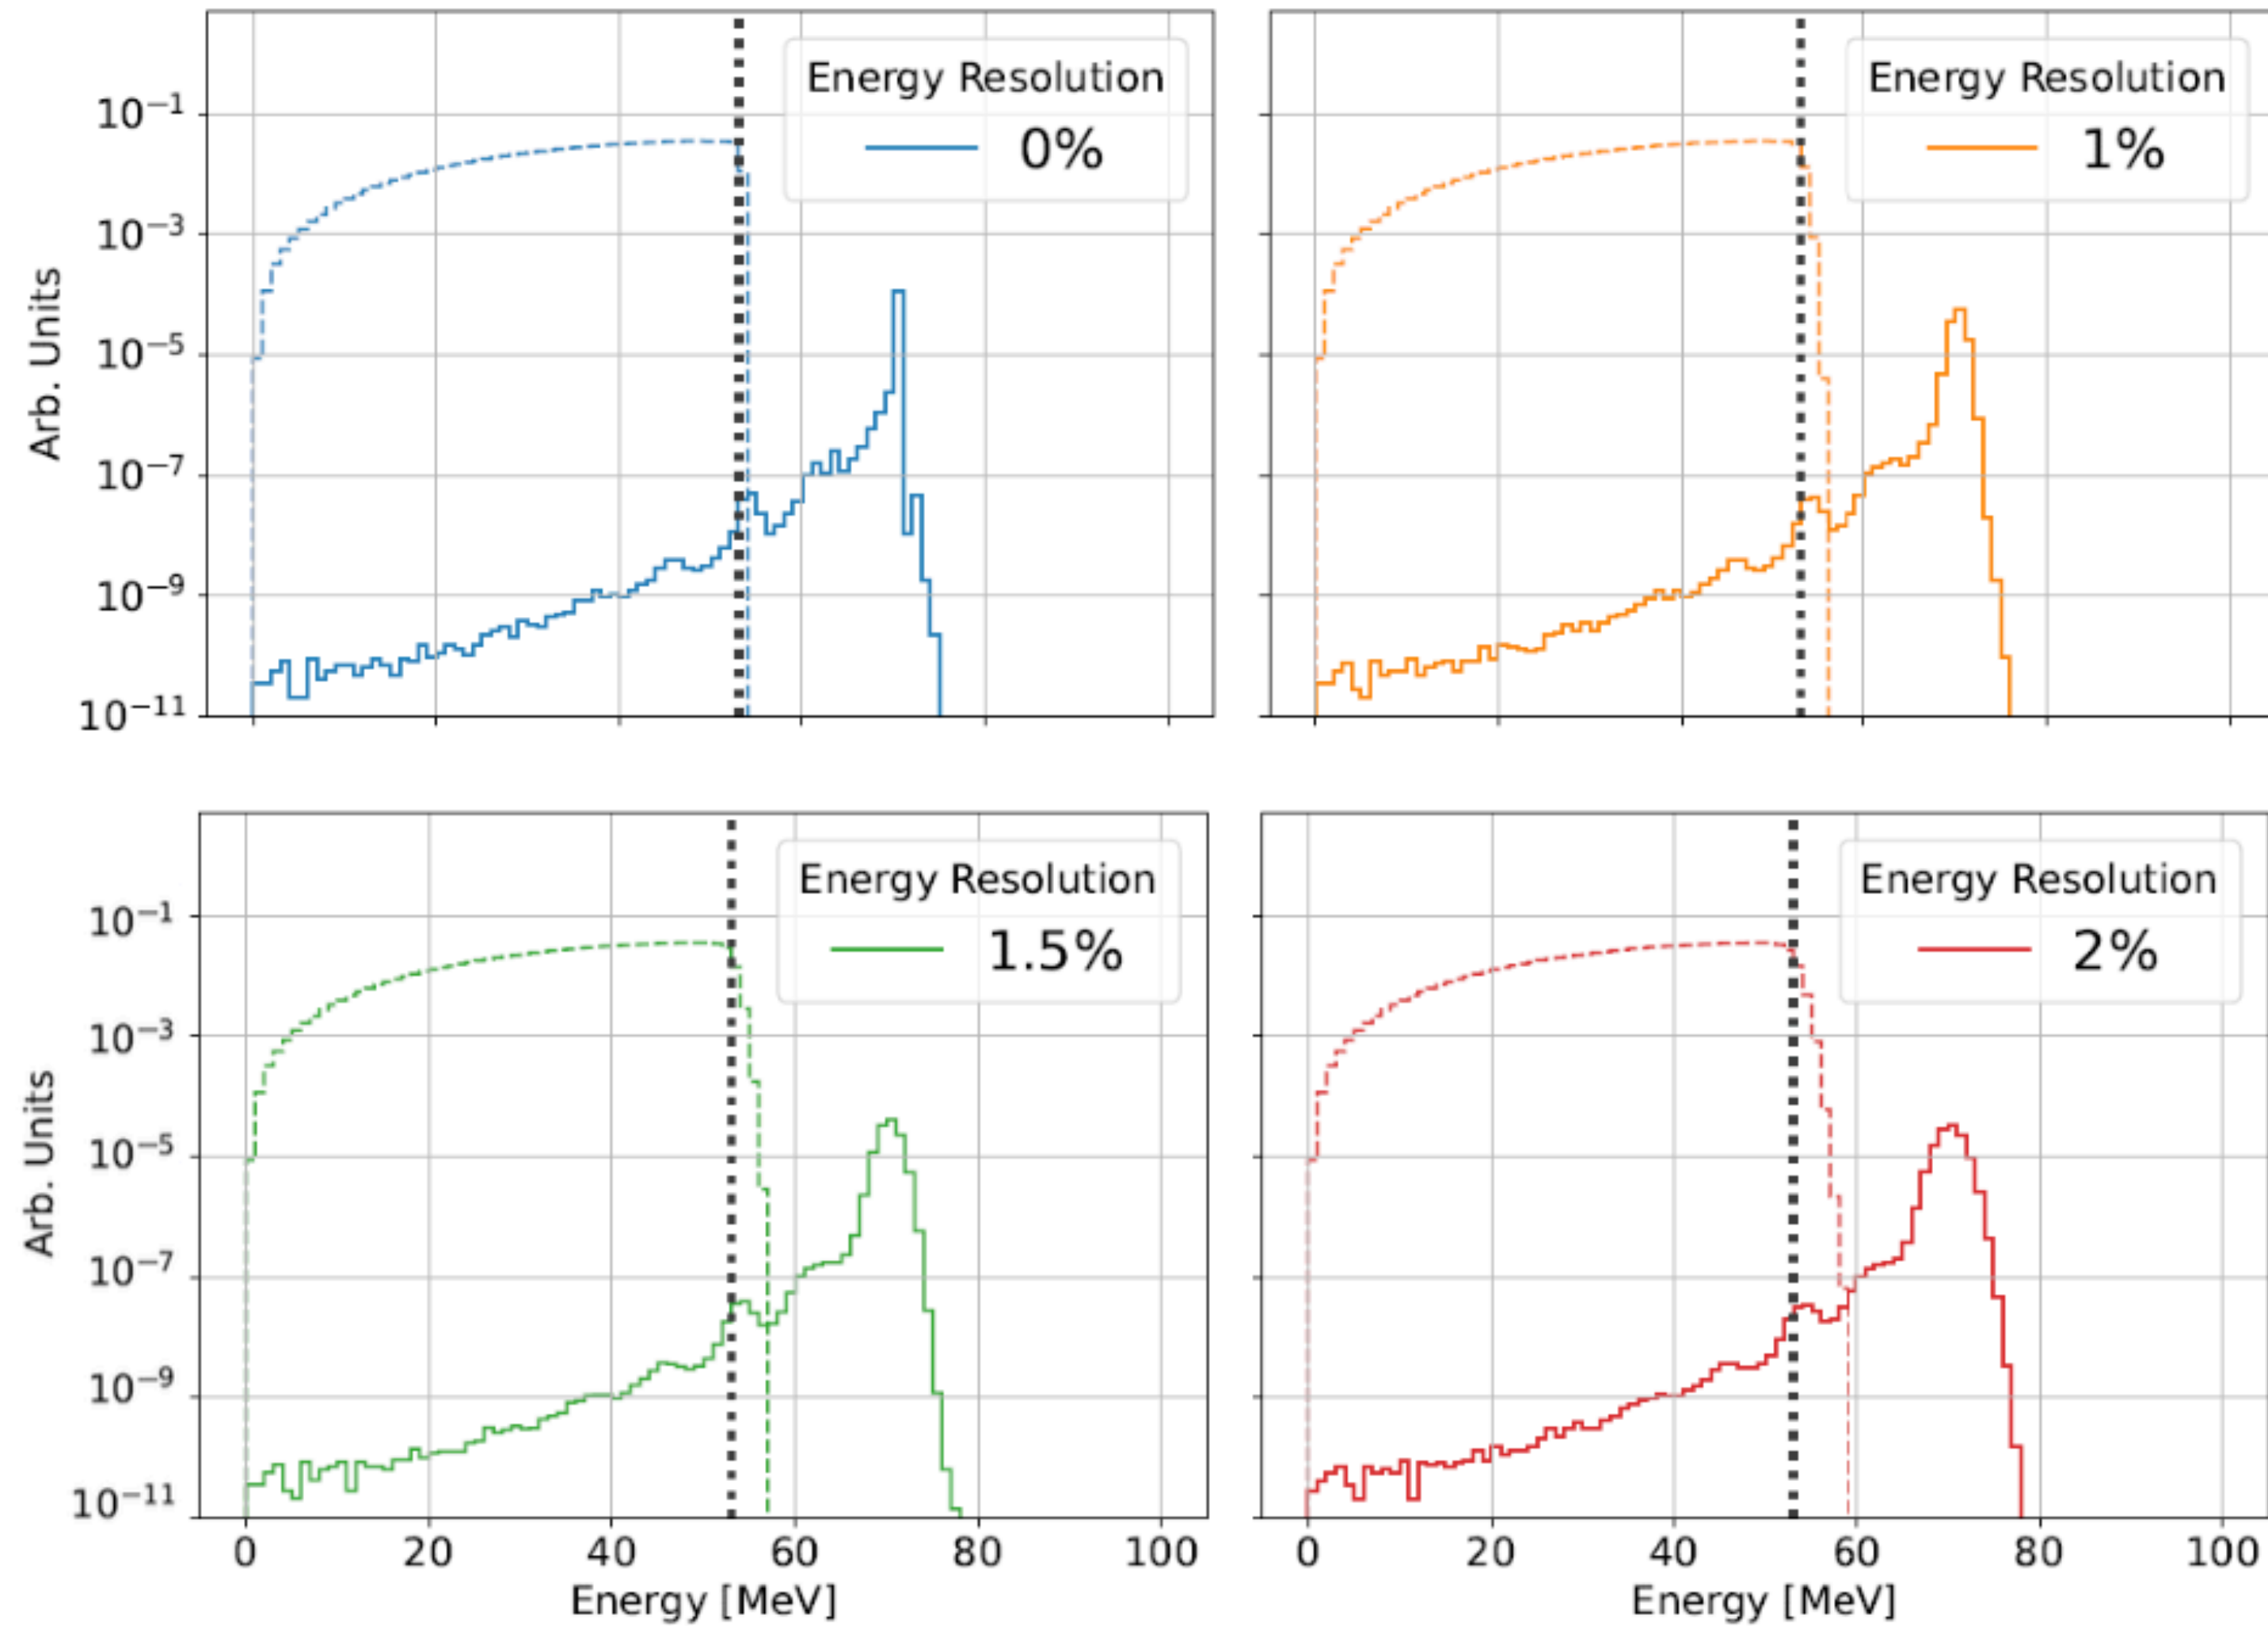 Energy Resolution
0%
Energy Resolution
1%
10⁻¹
10⁻³
10⁻⁵
10⁻⁷
10⁻⁹
10⁻¹¹
Arb. Units
Energy Resolution
1.5%
Energy Resolution
2%
10⁻¹
10⁻³
10⁻⁵
10⁻⁷
10⁻⁹
10⁻¹¹
Arb. Units
0 20 40 60 80 100
0 20 40 60 80 100
Energy [MeV]
Energy [MeV]